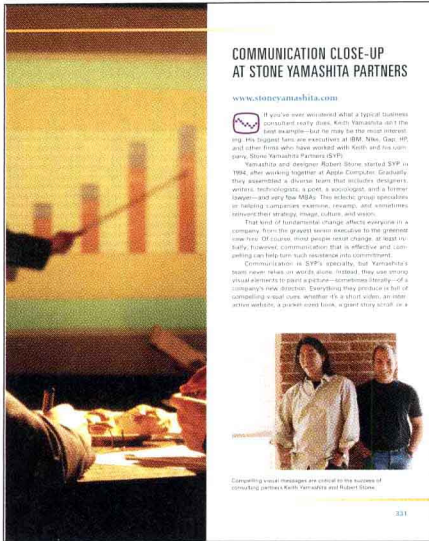 COMMUNICATION CLOSE-UP
AT STONE YAMASHITA PARTNERS
www.stoneyamashita.com
If you've ever wondered what a typical business
consultant really does, Keith Yamashita isn't the
best example—but he may be the most interest-
ing. His biggest fans are executives at IBM, Nike, Gap, HP,
and other firms who have worked with Keith and his com-
pany, Stone Yamashita Partners (SYP).
Yamashita and designer Robert Stone started SYP in
1994, after working together at Apple Computer. Gradually,
they assembled a diverse team that includes designers,
writers, technologists, a poet, a sociologist, and a former
lawyer—and very few MBAs. This eclectic group specializes
in helping companies examine, revamp, and sometimes
reinvent their strategy, image, culture, and vision.
That kind of fundamental change affects everyone in a
company, from the grayest senior executive to the greenest
new hire. Of course, most people resist change, at least ini-
tially; however, communication that is effective and com-
pelling can help turn such resistance into commitment.
Communication is SYP's specialty, but Yamashita's
team never relies on words alone. Instead, they use strong
visual elements to paint a picture—sometimes literally—of a
company's new direction. Everything they produce is full of
compelling visual cues, whether it's a short video, an inter-
active website, a pocket-sized book, a giant story scroll, or a
Compelling visual messages are critical to the success of
consulting partners Keith Yamashita and Robert Stone.
331